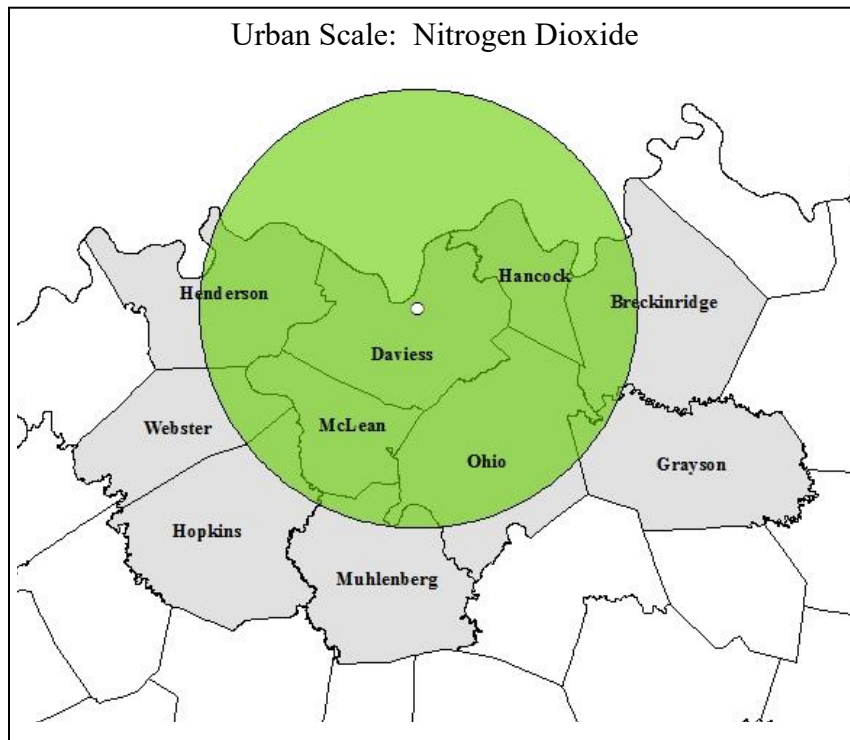 Urban Scale: Nitrogen Dioxide
Hancock
Henderson
Breckinridge
Daviess
McLean
Webster
Ohio
Grayson
Hopkins
Muhlenberg